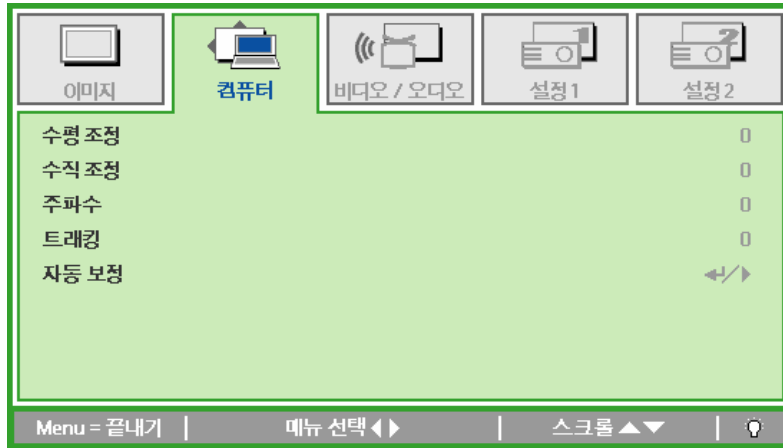 이미지 컴퓨터 비디오 / 오디오 설정 1 설정 2
수평 조정 0
수직 조정 0
주파수 0
트래킹 0
자동 보정 /
Menu = 끝내기 | 메뉴 선택 | 스크롤 |